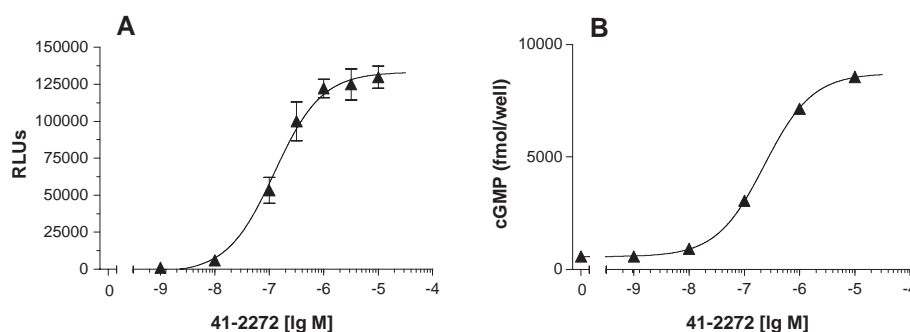 A
150000
125000
100000
75000
50000
25000
0
RLUs
0 -9 -8 -7 -6 -5 -4
41-2272 [lg M]
B
10000
5000
0
cGMP (fmol/well)
0 -9 -8 -7 -6 -5 -4
41-2272 [lg M]